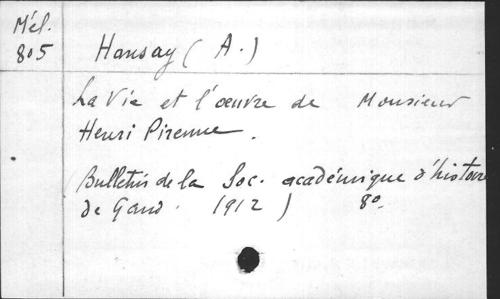 Mél.
805
Hansay (A.)
La Vie et l'œuvre de Monsieur
Henri Pirenne.
(Bulletin de la Soc. académique d'histoire
de Gand. 1912) 8o.